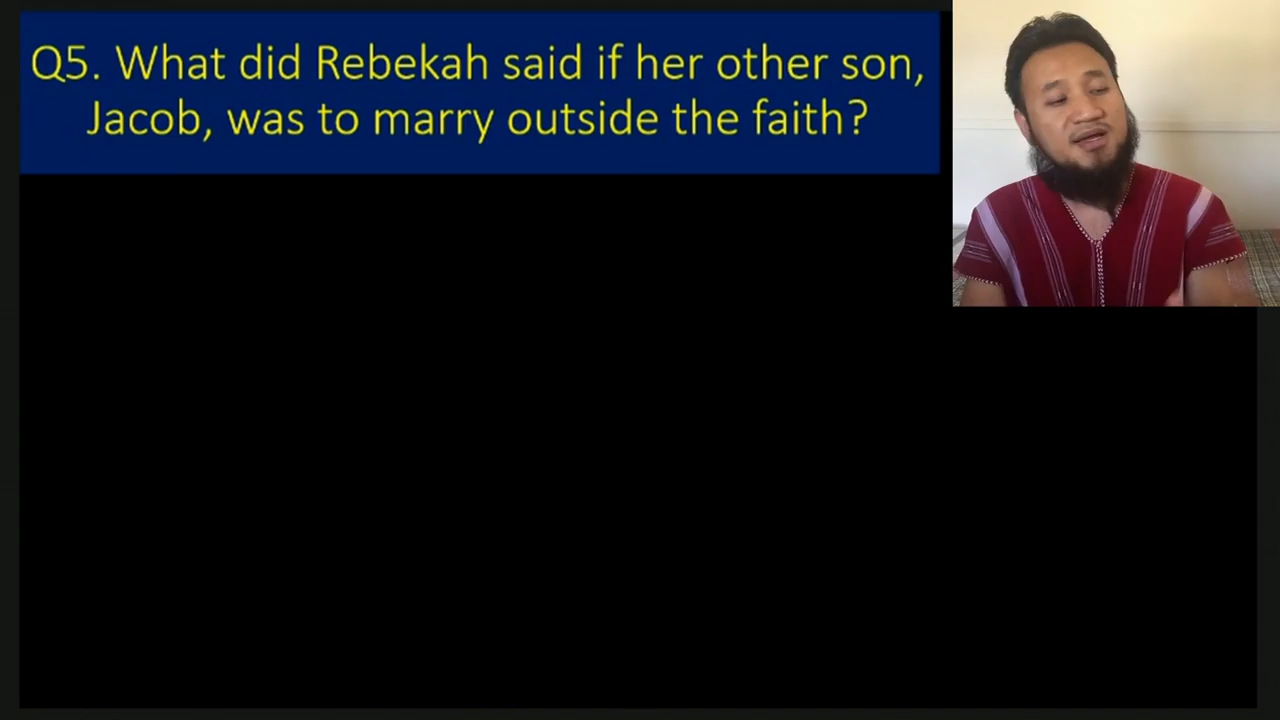 Q5. What did Rebekah said if her other son,
Jacob, was to marry outside the faith?